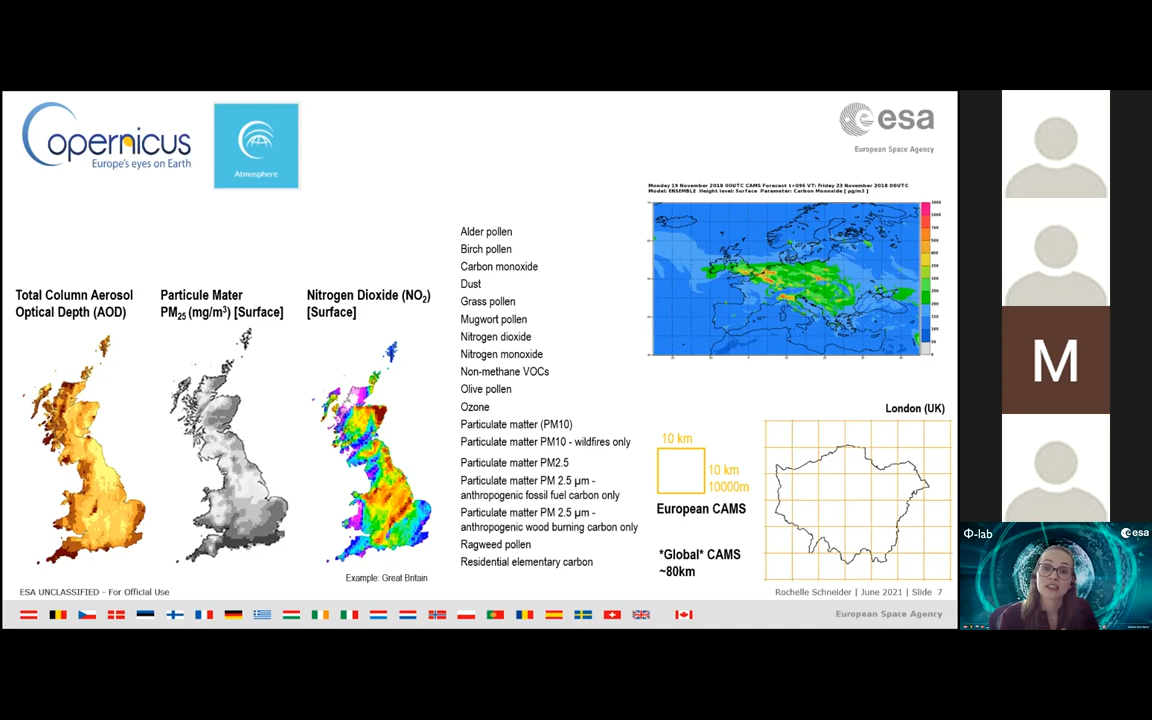 Copernicus
Europe's eyes on Earth
Atmosphere
esa
European Space Agency
Monday 19 November 2018 00UTC CAMS Forecast t+096 VT: Friday 23 November 2018 00UTC
Model: ENSEMBLE Height level: Surface Parameter: Carbon Monoxide [ µg/m3 ]
Total Column Aerosol
Optical Depth (AOD)
Particule Mater
PM25 (mg/m3) [Surface]
Nitrogen Dioxide (NO2)
[Surface]
Example: Great Britain
Alder pollen
Birch pollen
Carbon monoxide
Dust
Grass pollen
Mugwort pollen
Nitrogen dioxide
Nitrogen monoxide
Non-methane VOCs
Olive pollen
Ozone
Particulate matter (PM10)
Particulate matter PM10 - wildfires only
Particulate matter PM2.5
Particulate matter PM 2.5 µm -
anthropogenic fossil fuel carbon only
Particulate matter PM 2.5 µm -
anthropogenic wood burning carbon only
Ragweed pollen
Residential elementary carbon
London (UK)
10 km
10 km
10000m
European CAMS
*Global* CAMS
~80km
ESA UNCLASSIFIED - For Official Use
Rochelle Schneider | June 2021 | Slide 7
European Space Agency
M
Φ-lab
esa